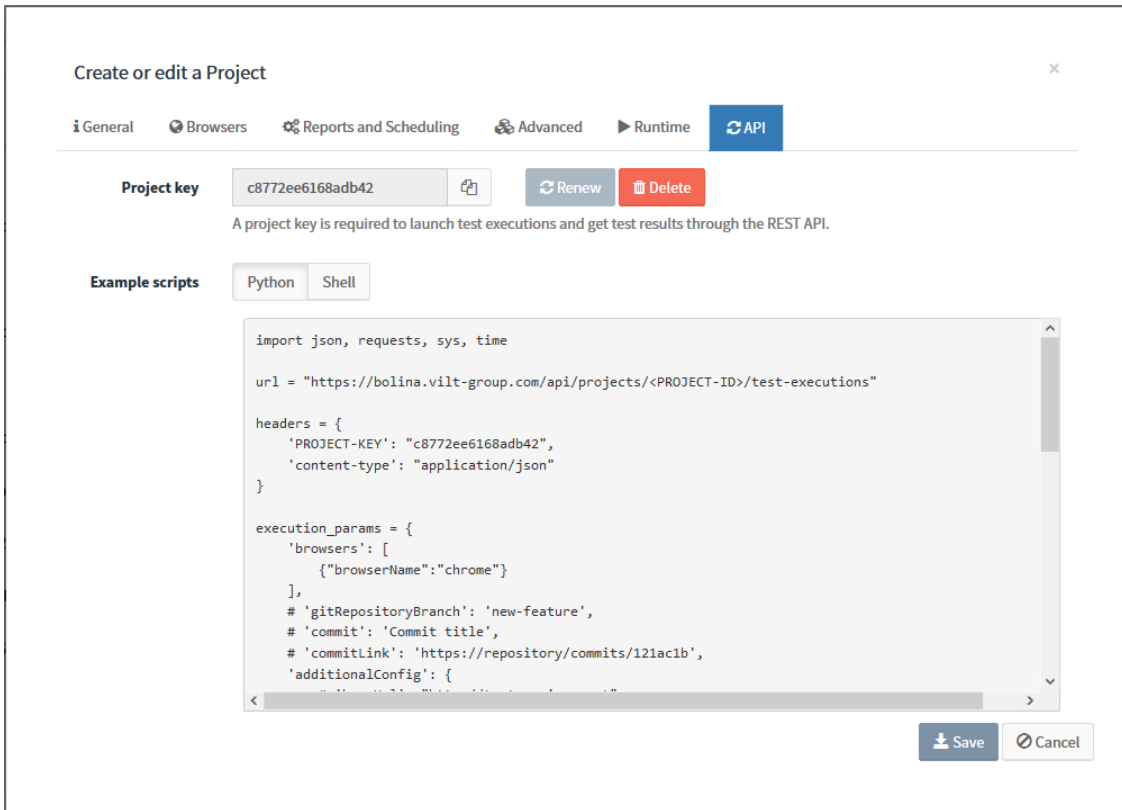 Create or edit a Project ×
General Browsers Reports and Scheduling Advanced Runtime API
Project key c8772ee6168adb42 Renew Delete
A project key is required to launch test executions and get test results through the REST API.
Example scripts Python Shell
import json, requests, sys, time
url = "https://bolina.vilt-group.com/api/projects/<PROJECT-ID>/test-executions"
headers = {
    'PROJECT-KEY': "c8772ee6168adb42",
    'content-type': "application/json"
}
execution_params = {
    'browsers': [
        {"browserName":"chrome"}
    ],
    # 'gitRepositoryBranch': 'new-feature',
    # 'commit': 'Commit title',
    # 'commitLink': 'https://repository/commits/121ac1b',
    'additionalConfig': {
Save Cancel